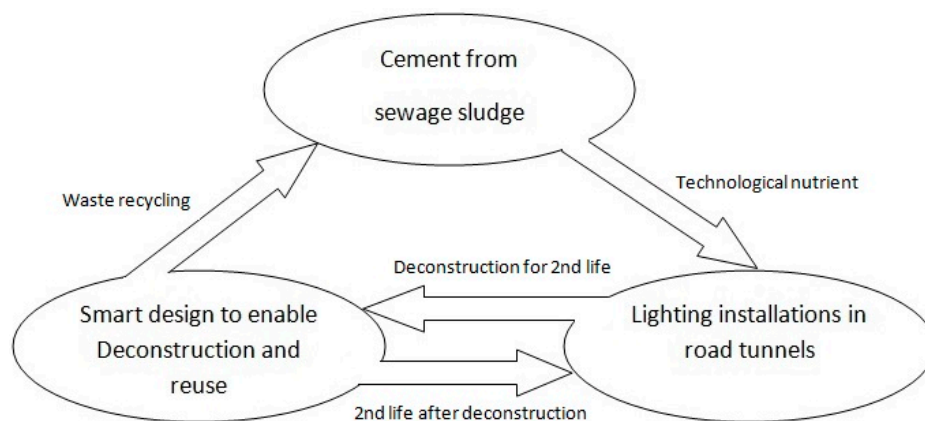 Cement from
sewage sludge
Waste recycling
Technological nutrient
Deconstruction for 2nd life
Smart design to enable
Deconstruction and
reuse
Lighting installations in
road tunnels
2nd life after deconstruction